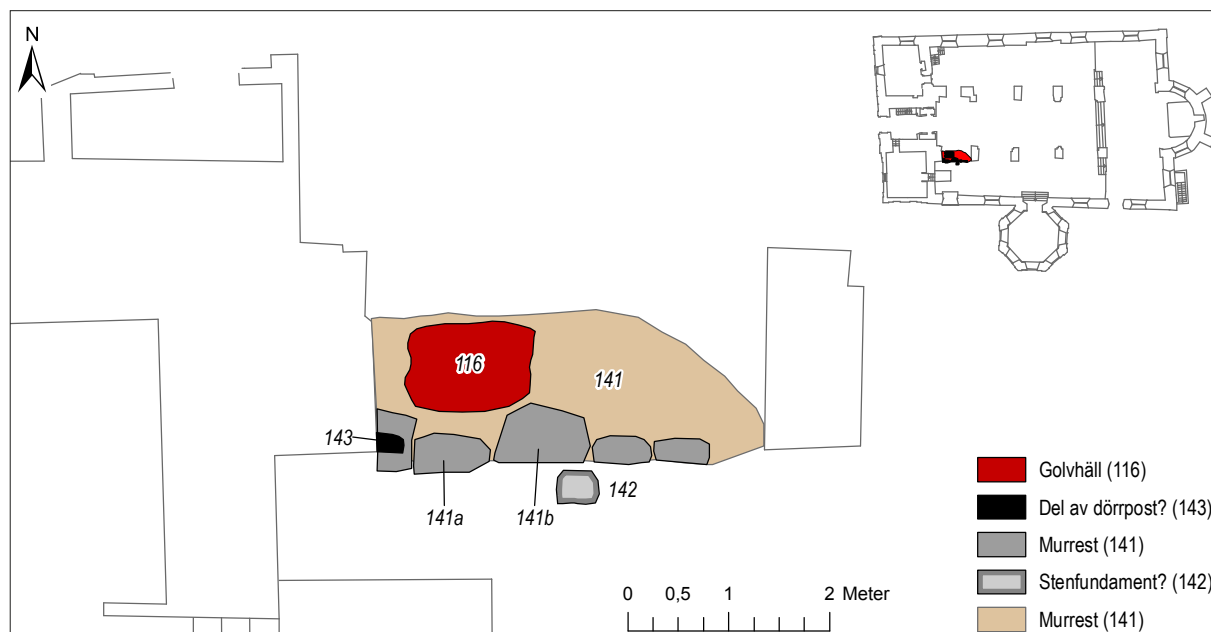 N
116
141
143
142
141a
141b
Golvhäll (116)
Del av dörrpost? (143)
Murrest (141)
Stenfundament? (142)
Murrest (141)
0 0,5 1 2 Meter